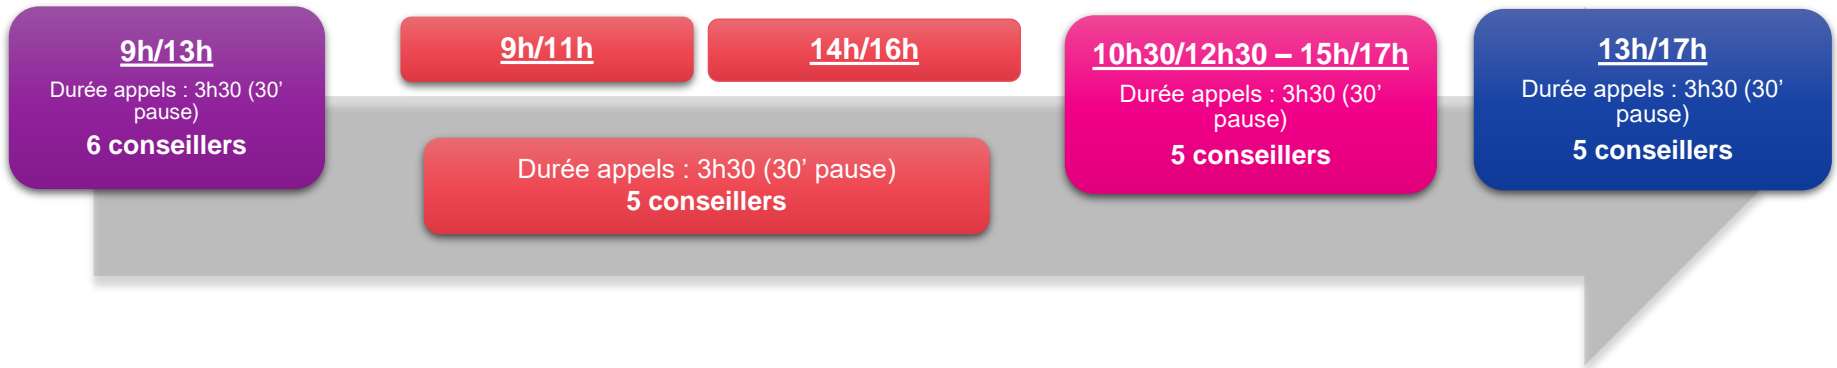 9h/13h
Durée appels : 3h30 (30’
pause)
6 conseillers
9h/11h
14h/16h
Durée appels : 3h30 (30’ pause)
5 conseillers
10h30/12h30 – 15h/17h
Durée appels : 3h30 (30’
pause)
5 conseillers
13h/17h
Durée appels : 3h30 (30’
pause)
5 conseillers